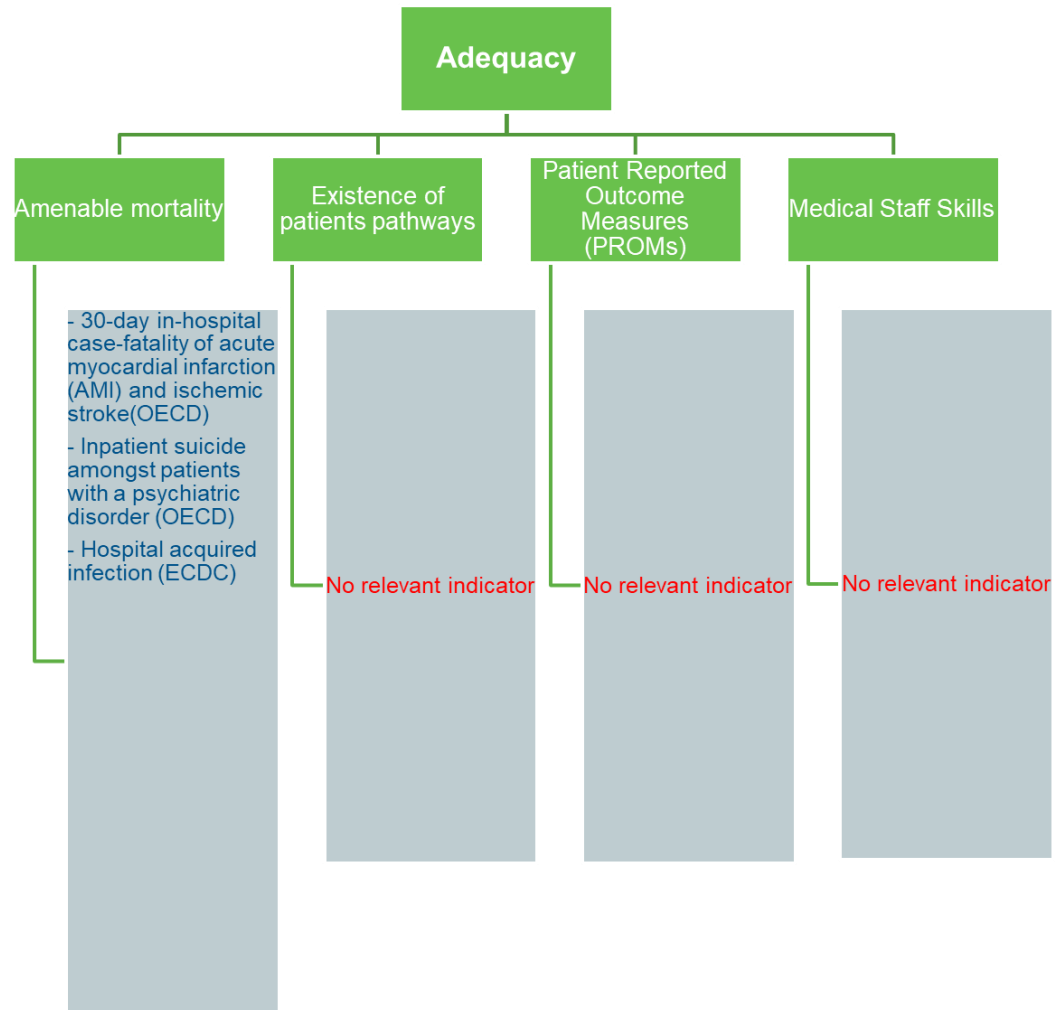 Adequacy
Amenable mortality
Existence of
patients pathways
Patient Reported
Outcome
Measures
(PROMs)
Medical Staff Skills
- 30-day in-hospital
case-fatality of acute
myocardial infarction
(AMI) and ischemic
stroke(OECD)
- Inpatient suicide
amongst patients
with a psychiatric
disorder (OECD)
- Hospital acquired
infection (ECDC)
No relevant indicator
No relevant indicator
No relevant indicator